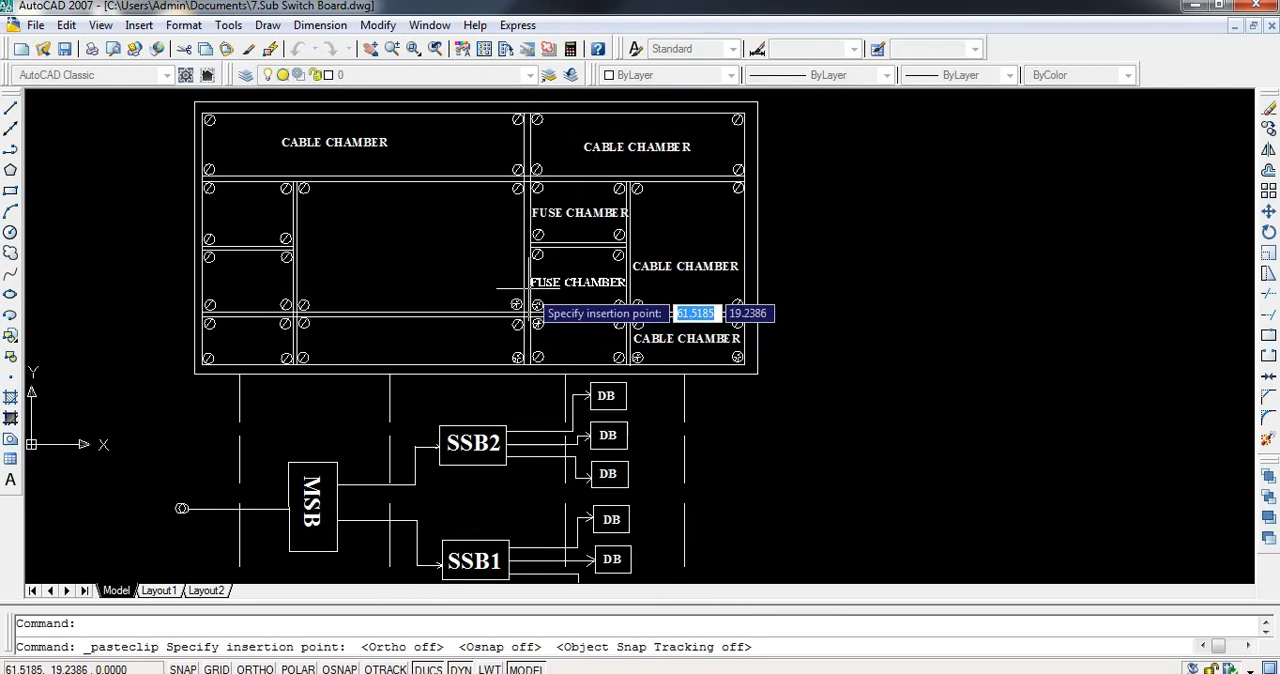 AutoCAD 2007 - [C:\Users\Admin\Documents\7.Sub Switch Board.dwg]
File Edit View Insert Format Tools Draw Dimension Modify Window Help Express
Standard
AutoCAD Classic 0 ByLayer ByLayer ByLayer ByColor
CABLE CHAMBER
CABLE CHAMBER
FUSE CHAMBER
CABLE CHAMBER
FUSE CHAMBER
Specify insertion point: 61.5185 19.2386
CABLE CHAMBER
Y
X
DB
SSB2
DB
DB
MSB
DB
SSB1
DB
A
Model Layout1 Layout2
Command:
Command: _pasteclip Specify insertion point: <Ortho off> <Osnap off> <Object Snap Tracking off>
61.5185, 19.2386, 0.0000 SNAP GRID ORTHO POLAR OSNAP OTRACK DUCS DYN LWT MODEL